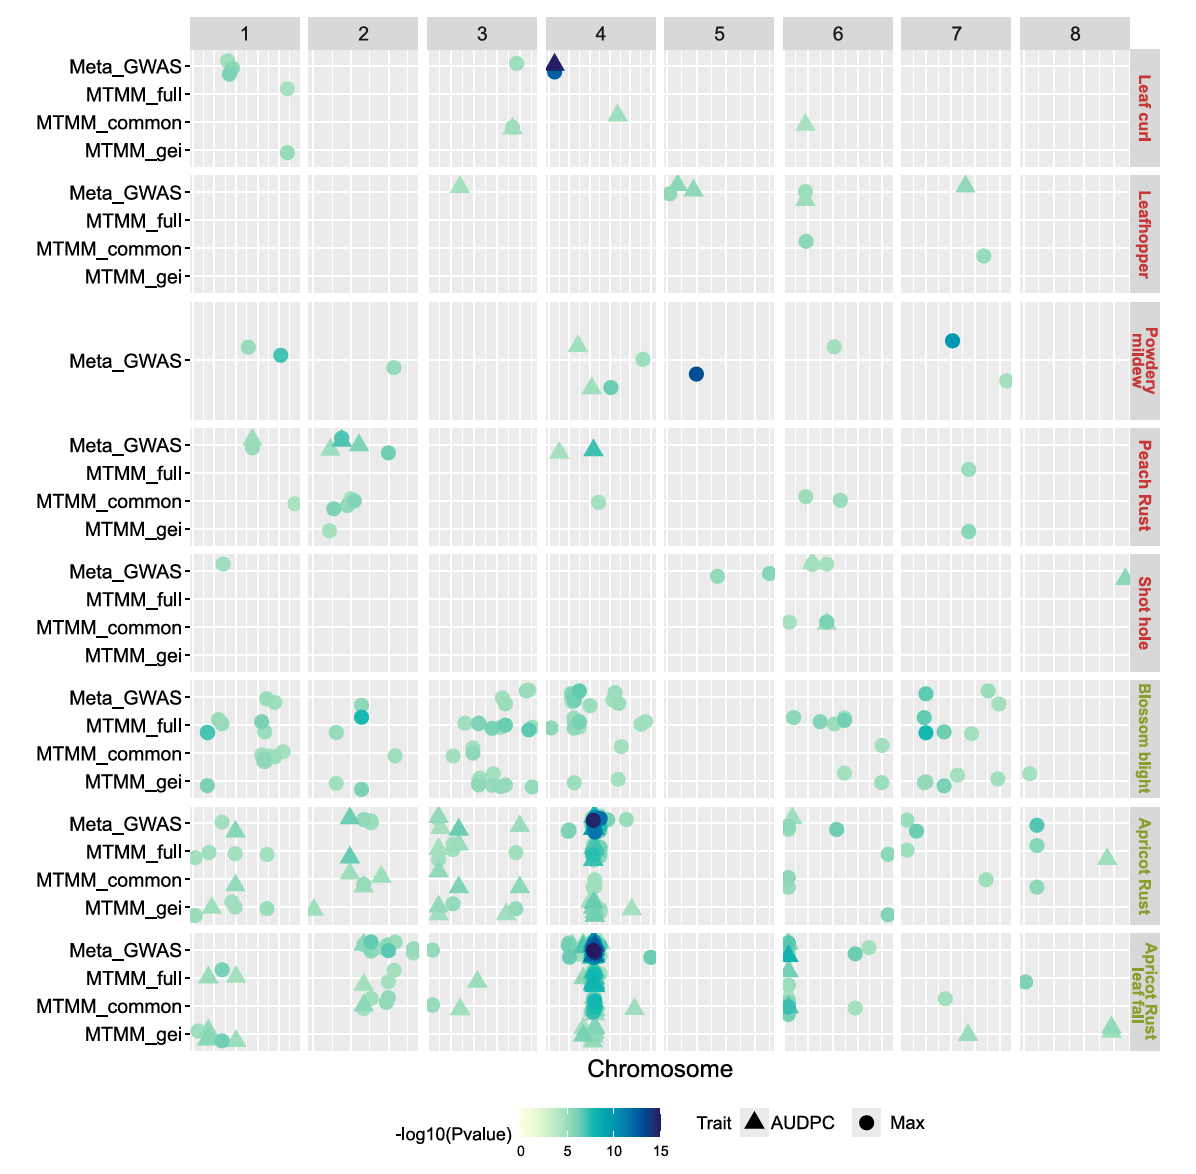 1 2 3 4 5 6 7 8
Meta_GWAS
MTMM_full
MTMM_common
MTMM_gei
Leaf curl
Meta_GWAS
MTMM_full
MTMM_common
MTMM_gei
Leafhopper
Meta_GWAS
Powdery
mildew
Meta_GWAS
MTMM_full
MTMM_common
MTMM_gei
Peach Rust
Meta_GWAS
MTMM_full
MTMM_common
MTMM_gei
Shot hole
Meta_GWAS
MTMM_full
MTMM_common
MTMM_gei
Blossom blight
Meta_GWAS
MTMM_full
MTMM_common
MTMM_gei
Apricot Rust
Meta_GWAS
MTMM_full
MTMM_common
MTMM_gei
Apricot Rust
leaf fall
Chromosome
-log10(Pvalue)
0 5 10 15
Trait AUDPC Max